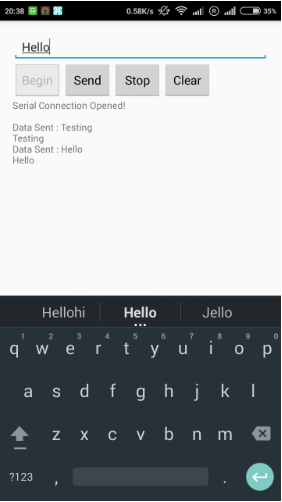 20:38 0.58K/s R 35%
Hello
Begin Send Stop Clear
Serial Connection Opened!
Data Sent : Testing
Testing
Data Sent : Hello
Hello
Hellohi Hello Jello
1 2 3 4 5 6 7 8 9 0
q w e r t y u i o p
a s d f g h j k l
z x c v b n m
?123 , .